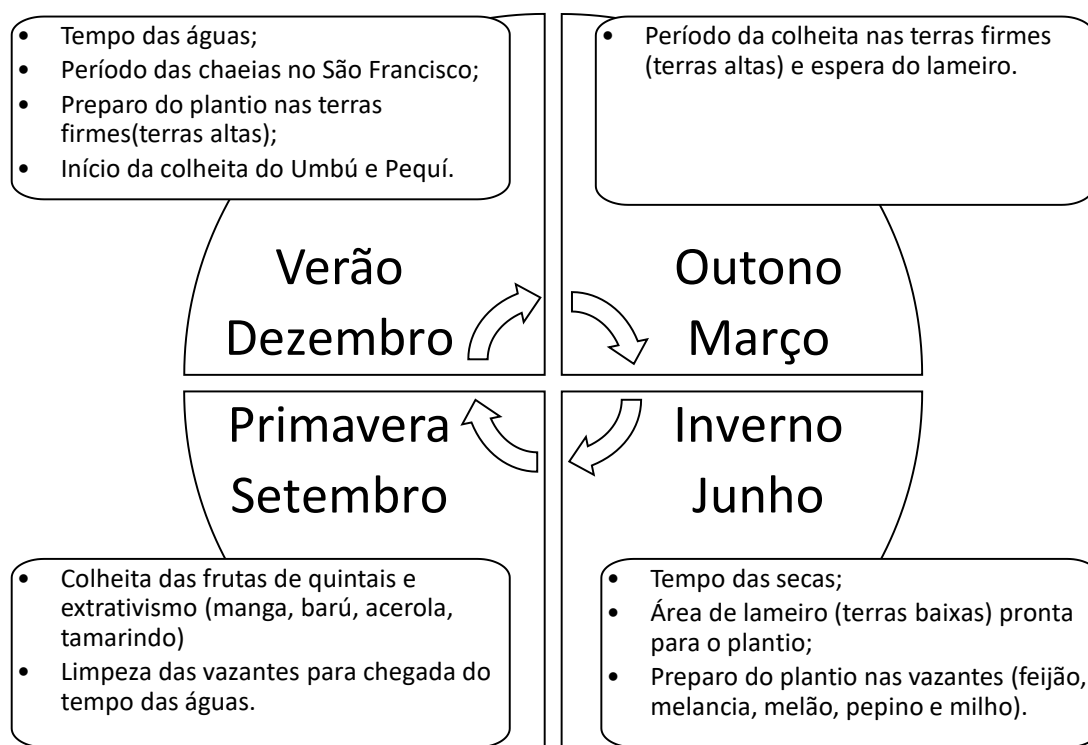 • Tempo das águas;
• Período das chaeias no São Francisco;
• Preparo do plantio nas terras
firmes(terras altas);
• Início da colheita do Umbú e Pequí.
• Período da colheita nas terras firmes
(terras altas) e espera do lameiro.
Verão
Dezembro
Outono
Março
Primavera
Setembro
Inverno
Junho
• Colheita das frutas de quintais e
extrativismo (manga, barú, acerola,
tamarindo)
• Limpeza das vazantes para chegada do
tempo das águas.
• Tempo das secas;
• Área de lameiro (terras baixas) pronta
para o plantio;
• Preparo do plantio nas vazantes (feijão,
melancia, melão, pepino e milho).